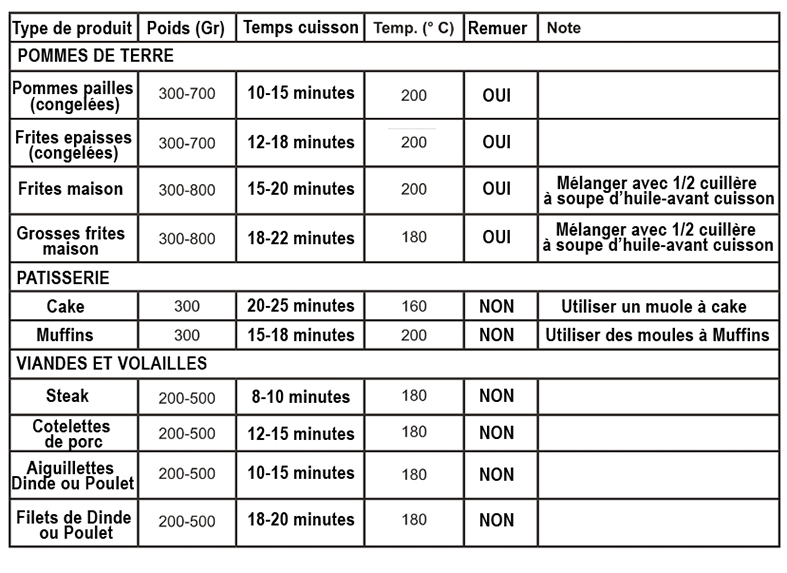 Type de produit Poids (Gr) Temps cuisson Temp. (° C) Remuer Note
POMMES DE TERRE
Pommes pailles
(congelées) 300-700 10-15 minutes 200 OUI
Frites epaisses
(congelées) 300-700 12-18 minutes 200 OUI
Frites maison 300-800 15-20 minutes 200 OUI Mélanger avec 1/2 cuillère
à soupe d'huile-avant cuisson
Grosses frites
maison 300-800 18-22 minutes 180 OUI Mélanger avec 1/2 cuillère
à soupe d'huile-avant cuisson
PATISSERIE
Cake 300 20-25 minutes 160 NON Utiliser un muole à cake
Muffins 300 15-18 minutes 200 NON Utiliser des moules à Muffins
VIANDES ET VOLAILLES
Steak 200-500 8-10 minutes 180 NON
Cotelettes
de porc 200-500 12-15 minutes 180 NON
Aiguillettes
Dinde ou Poulet 200-500 10-15 minutes 180 NON
Filets de Dinde
ou Poulet 200-500 18-20 minutes 180 NON